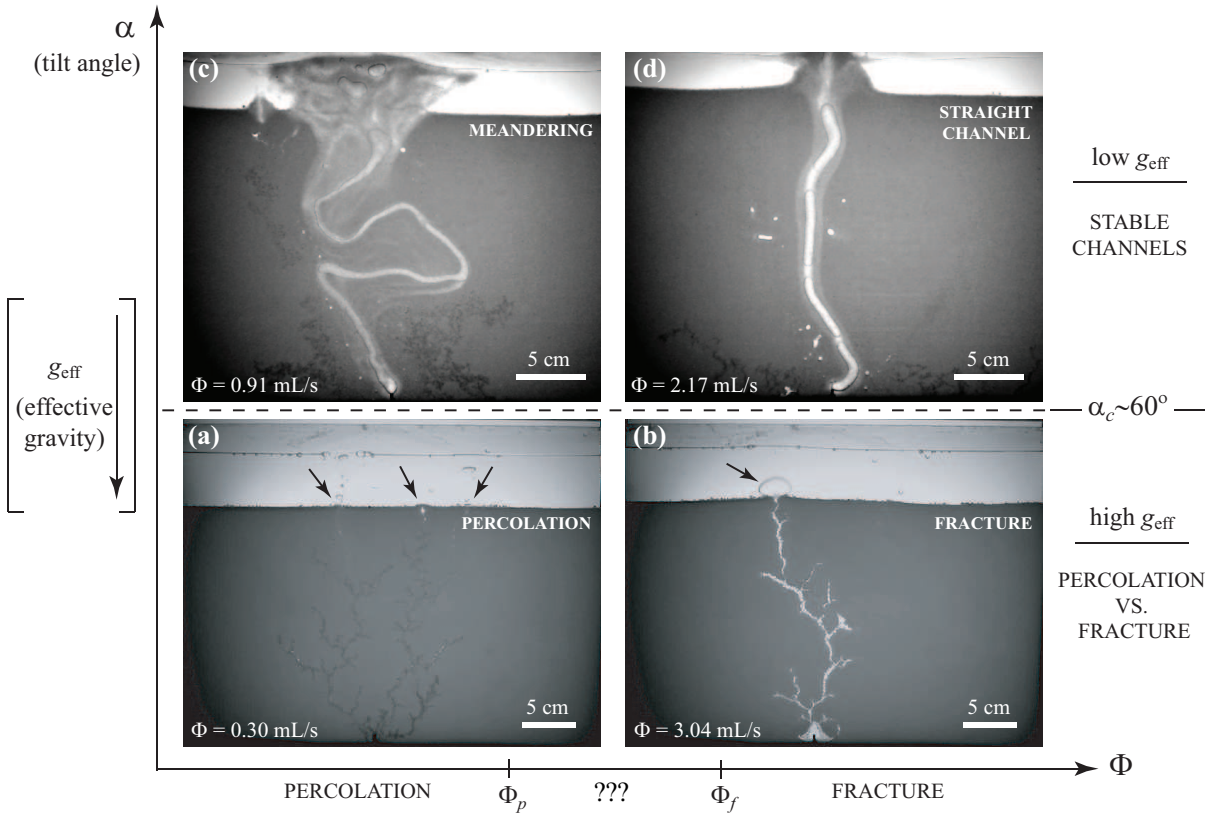 α
(tilt angle)
(c)
MEANDERING
Φ = 0.91 mL/s
5 cm
(d)
STRAIGHT
CHANNEL
Φ = 2.17 mL/s
5 cm
low g_eff
STABLE
CHANNELS
g_eff
(effective
gravity)
α_c~60°
(a)
PERCOLATION
Φ = 0.30 mL/s
5 cm
(b)
FRACTURE
Φ = 3.04 mL/s
5 cm
high g_eff
PERCOLATION
VS.
FRACTURE
Φ
PERCOLATION Φ_p ??? Φ_f FRACTURE